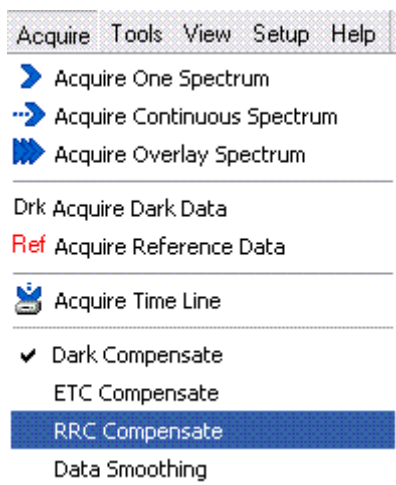 Acquire Tools View Setup Help
Acquire One Spectrum
Acquire Continuous Spectrum
Acquire Overlay Spectrum
Drk Acquire Dark Data
Ref Acquire Reference Data
Acquire Time Line
Dark Compensate
ETC Compensate
RRC Compensate
Data Smoothing